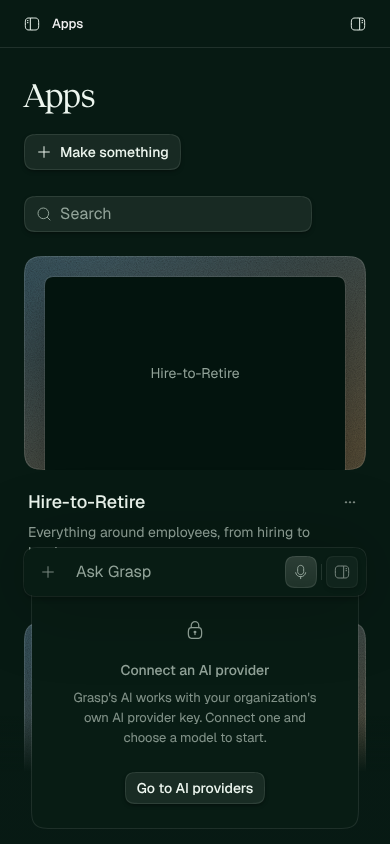 Apps
Apps
Make something
Search
Hire-to-Retire
Hire-to-Retire
Everything around employees, from hiring to
Ask Grasp
Connect an AI provider
Grasp's AI works with your organization's
own AI provider key. Connect one and
choose a model to start.
Go to AI providers